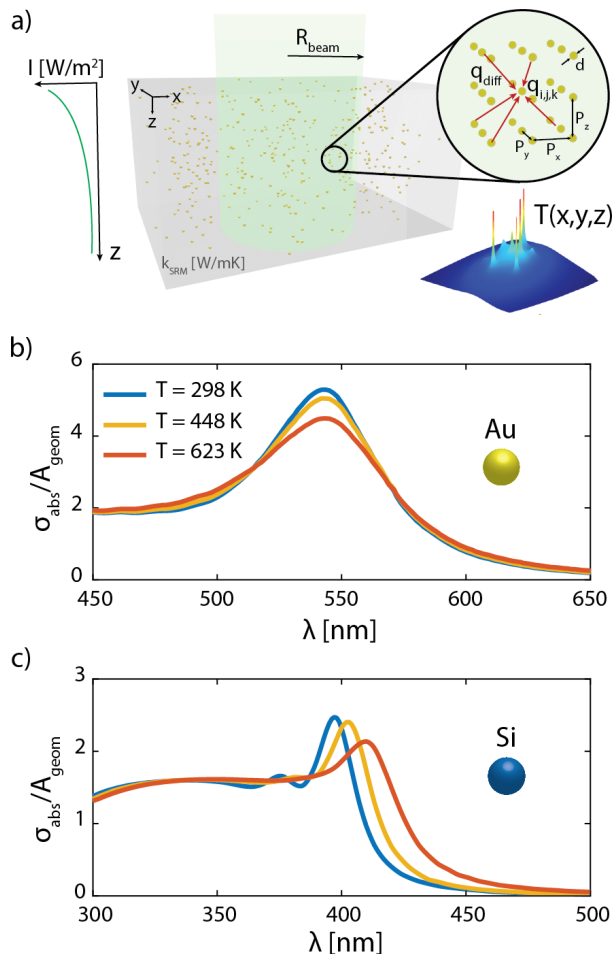 a)
I [W/m²]
z
y
x
z
R_beam
k_SRM [W/mK]
q_diff
q_i,j,k
d
P_y
P_x
P_z
T(x,y,z)
b)
6
4
2
0
σ_abs/A_geom
T = 298 K
T = 448 K
T = 623 K
Au
450 500 550 600 650
λ [nm]
c)
3
2
1
0
σ_abs/A_geom
Si
300 350 400 450 500
λ [nm]